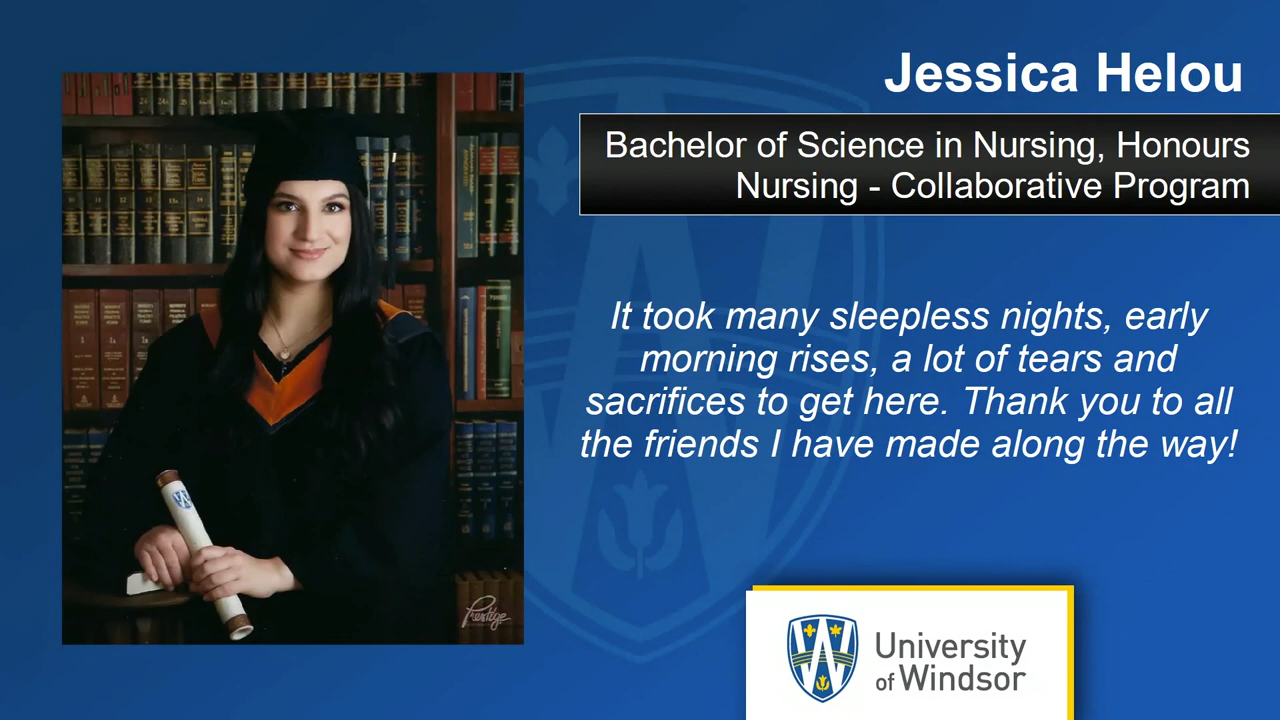 Jessica Helou
Bachelor of Science in Nursing, Honours
Nursing - Collaborative Program
It took many sleepless nights, early
morning rises, a lot of tears and
sacrifices to get here. Thank you to all
the friends I have made along the way!
Prestige
University
of Windsor